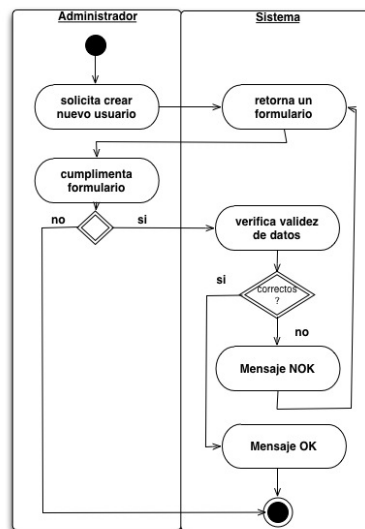 Administrador
Sistema
solicita crear
nuevo usuario
retorna un
formulario
cumplimenta
formulario
no
si
verifica validez
de datos
si
correctos
?
no
Mensaje NOK
Mensaje OK